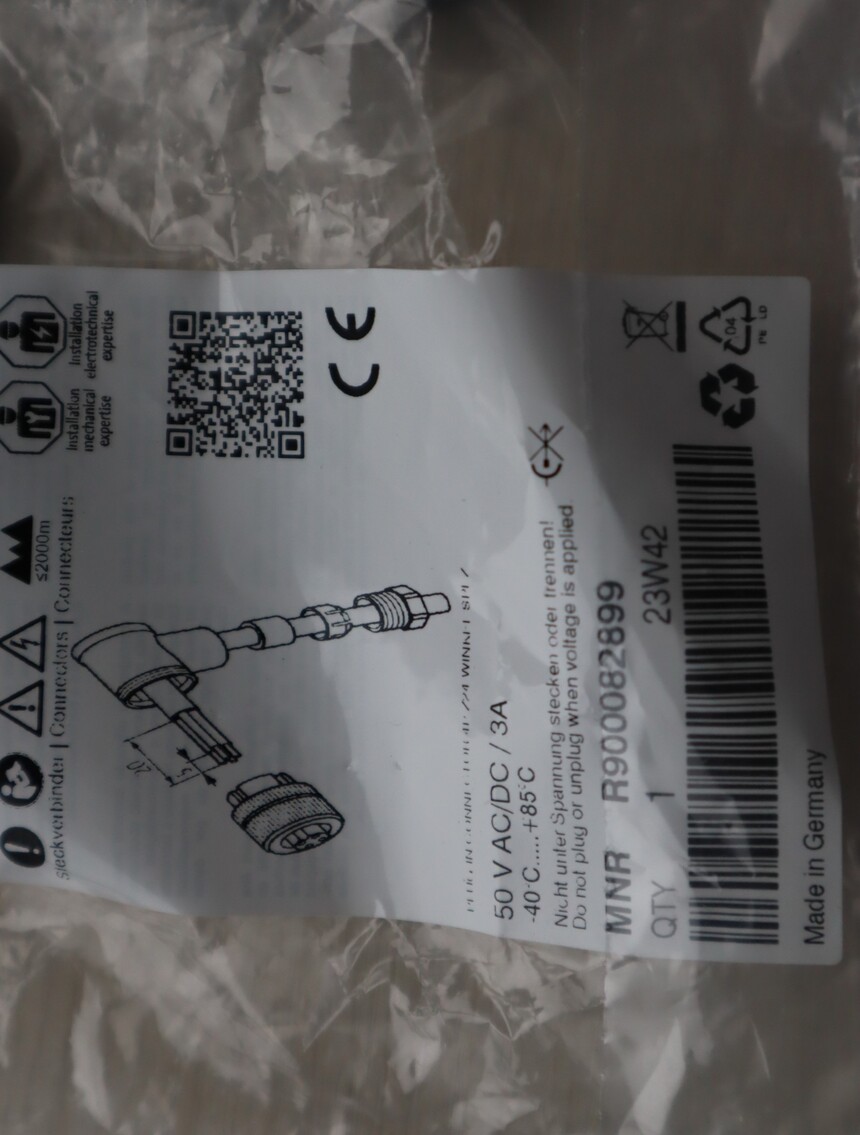 Installation
mechanical
expertise
Installation
electrotechnical
expertise
≤2000m
Steckverbinder | Connectors | Connecteurs
20
5
CE
50 V AC/DC / 3A
-40°C.....+85°C
Nicht unter Spannung stecken oder trennen!
Do not plug or unplug when voltage is applied
MNR R900082899
QTY 1 23W42
04
PE LD
Made in Germany